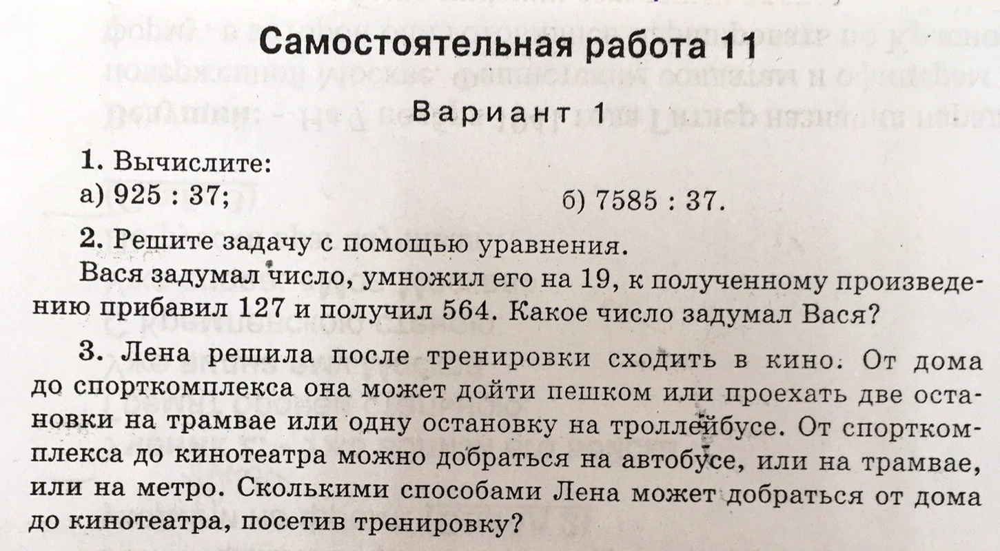 Самостоятельная работа 11
Вариант 1
1. Вычислите:
а) 925 : 37; б) 7585 : 37.
2. Решите задачу с помощью уравнения.
Вася задумал число, умножил его на 19, к полученному произведе-
нию прибавил 127 и получил 564. Какое число задумал Вася?
3. Лена решила после тренировки сходить в кино. От дома
до спорткомплекса она может дойти пешком или проехать две оста-
новки на трамвае или одну остановку на троллейбусе. От спортком-
плекса до кинотеатра можно добраться на автобусе, или на трамвае,
или на метро. Сколькими способами Лена может добраться от дома
до кинотеатра, посетив тренировку?